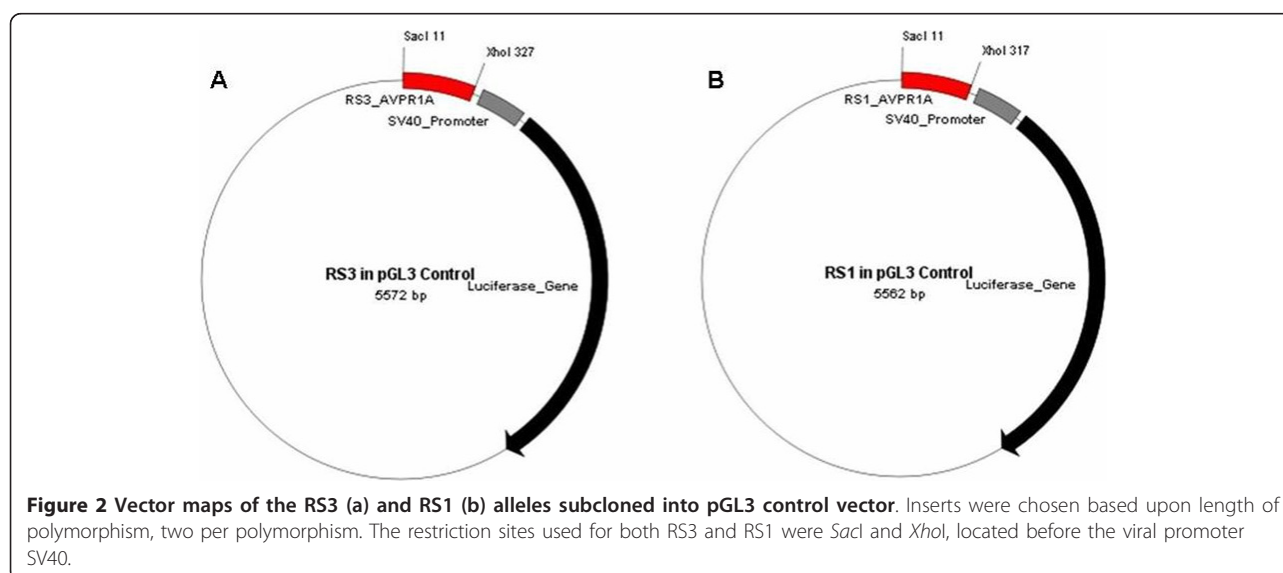 SacI 11
XhoI 327
A
RS3_AVPR1A
SV40_Promoter
RS3 in pGL3 Control
5572 bp
Luciferase_Gene
SacI 11
XhoI 317
B
RS1_AVPR1A
SV40_Promoter
RS1 in pGL3 Control
5562 bp
Luciferase_Gene
Figure 2 Vector maps of the RS3 (a) and RS1 (b) alleles subcloned into pGL3 control vector. Inserts were chosen based upon length of
polymorphism, two per polymorphism. The restriction sites used for both RS3 and RS1 were SacI and XhoI, located before the viral promoter
SV40.